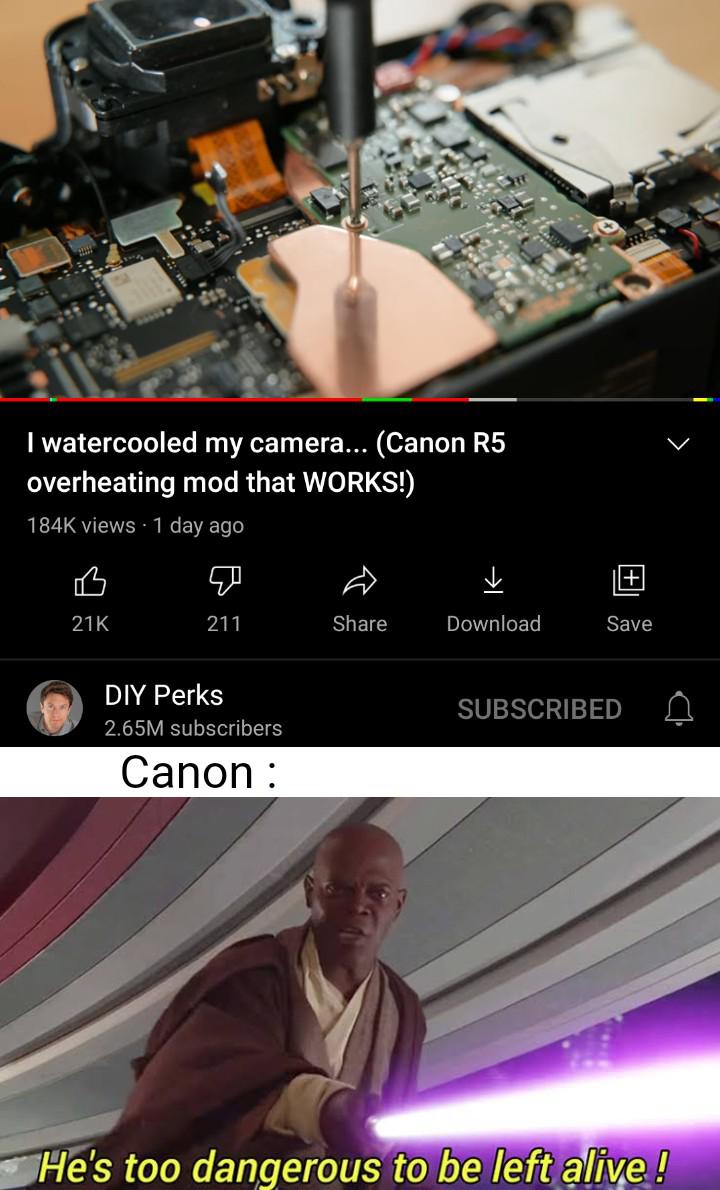 I watercooled my camera... (Canon R5
overheating mod that WORKS!)
184K views · 1 day ago
21K
211
Share
Download
Save
DIY Perks
2.65M subscribers
SUBSCRIBED
Canon :
He's too dangerous to be left alive !